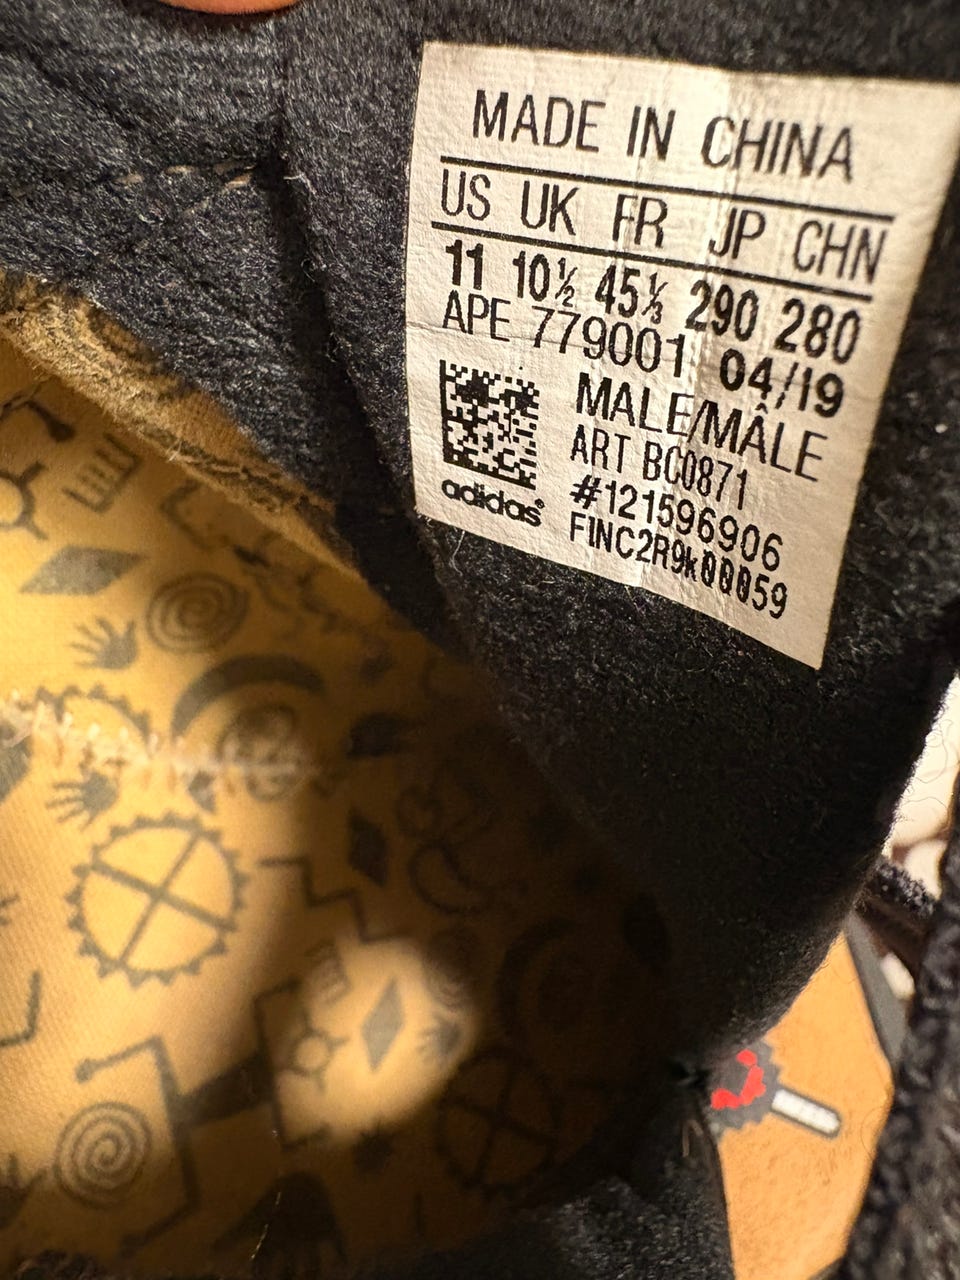 MADE IN CHINA
US UK FR JP CHN
11 10½ 45⅓ 290 280
APE 779001 04/19
MALE/MÂLE
ART BC0871
#121596906
F1NC2R9k00059
adidas®